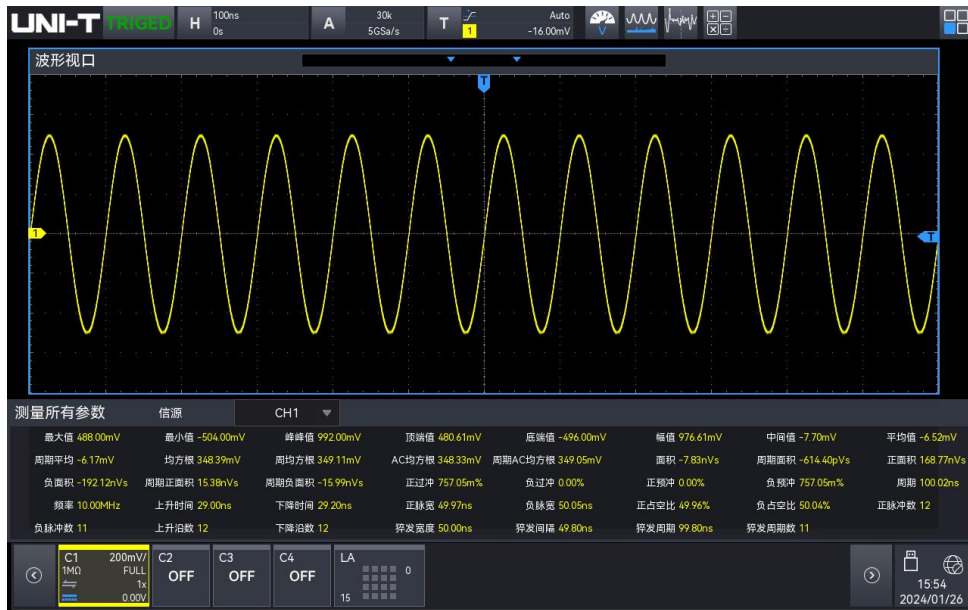 UNI-T TRIGED H 100ns 0s A 30k 5GSa/s T 1 Auto -16.00mV V
波形视口
T
1 T
测量所有参数 信源 CH1
最大值 488.00mV 最小值 -504.00mV 峰峰值 992.00mV 顶端值 480.61mV 底端值 -496.00mV 幅值 976.61mV 中间值 -7.70mV 平均值 -6.52mV
周期平均 -6.17mV 均方根 348.39mV 周均方根 349.11mV AC均方根 348.33mV 周期AC均方根 349.05mV 面积 -7.83nVs 周期面积 -614.40pVs 正面积 168.77nVs
负面积 -192.12nVs 周期正面积 15.38nVs 周期负面积 -15.99nVs 正过冲 757.05m% 负过冲 0.00% 正预冲 0.00% 负预冲 757.05m% 周期 100.02ns
频率 10.00MHz 上升时间 29.00ns 下降时间 29.20ns 正脉宽 49.97ns 负脉宽 50.05ns 正占空比 49.96% 负占空比 50.04% 正脉冲数 12
负脉冲数 11 上升沿数 12 下降沿数 12 猝发宽度 50.00ns 猝发间隔 49.80ns 猝发周期 99.80ns 猝发周期数 11
C1 200mV/ C2 C3 C4 LA
1MΩ FULL OFF OFF OFF 0
1x
0.00V 15
15:54
2024/01/26